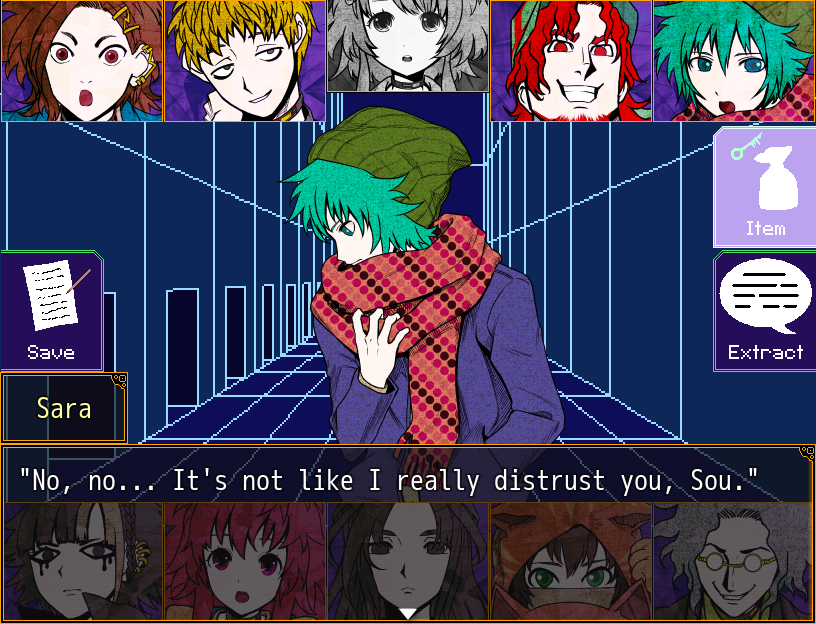 Item
Save
Extract
Sara
"No, no... It's not like I really distrust you, Sou."